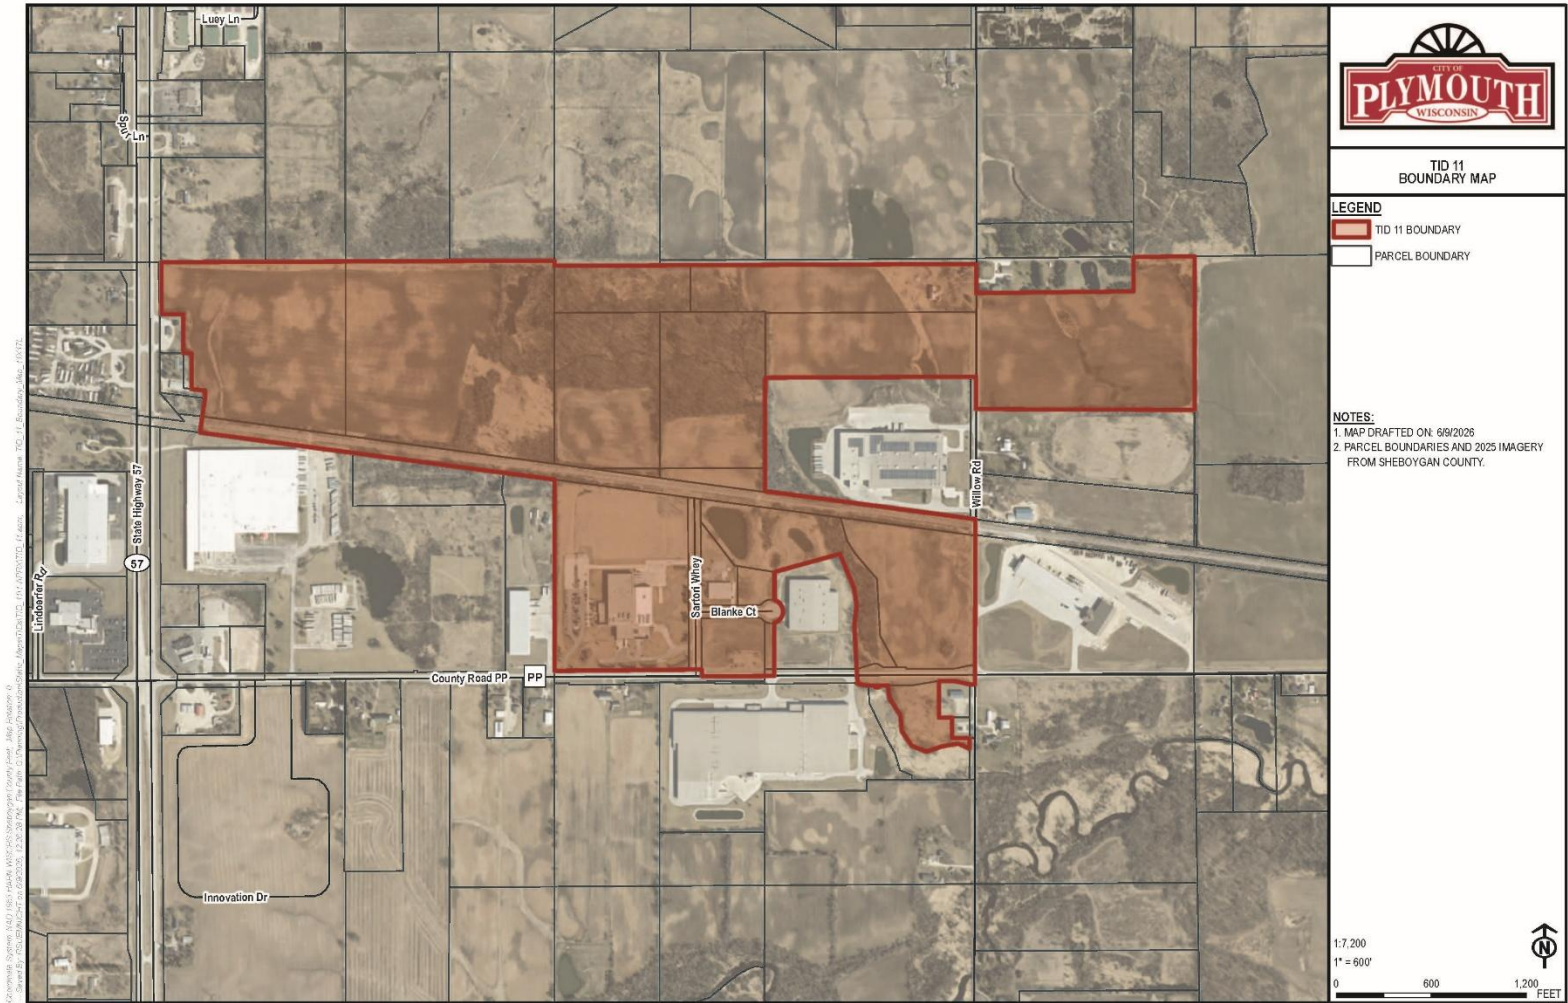 Luey Ln
Spur Ln
State Highway 57
57
Lindoerfer Rd
Willow Rd
Sartori Whey
Blanke Ct
County Road PP
PP
Innovation Dr
CITY OF
PLYMOUTH
WISCONSIN
TID 11
BOUNDARY MAP
LEGEND
TID 11 BOUNDARY
PARCEL BOUNDARY
NOTES:
1. MAP DRAFTED ON: 6/9/2026
2. PARCEL BOUNDARIES AND 2025 IMAGERY
FROM SHEBOYGAN COUNTY.
N
1:7,200
1" = 600'
0 600 1,200
FEET